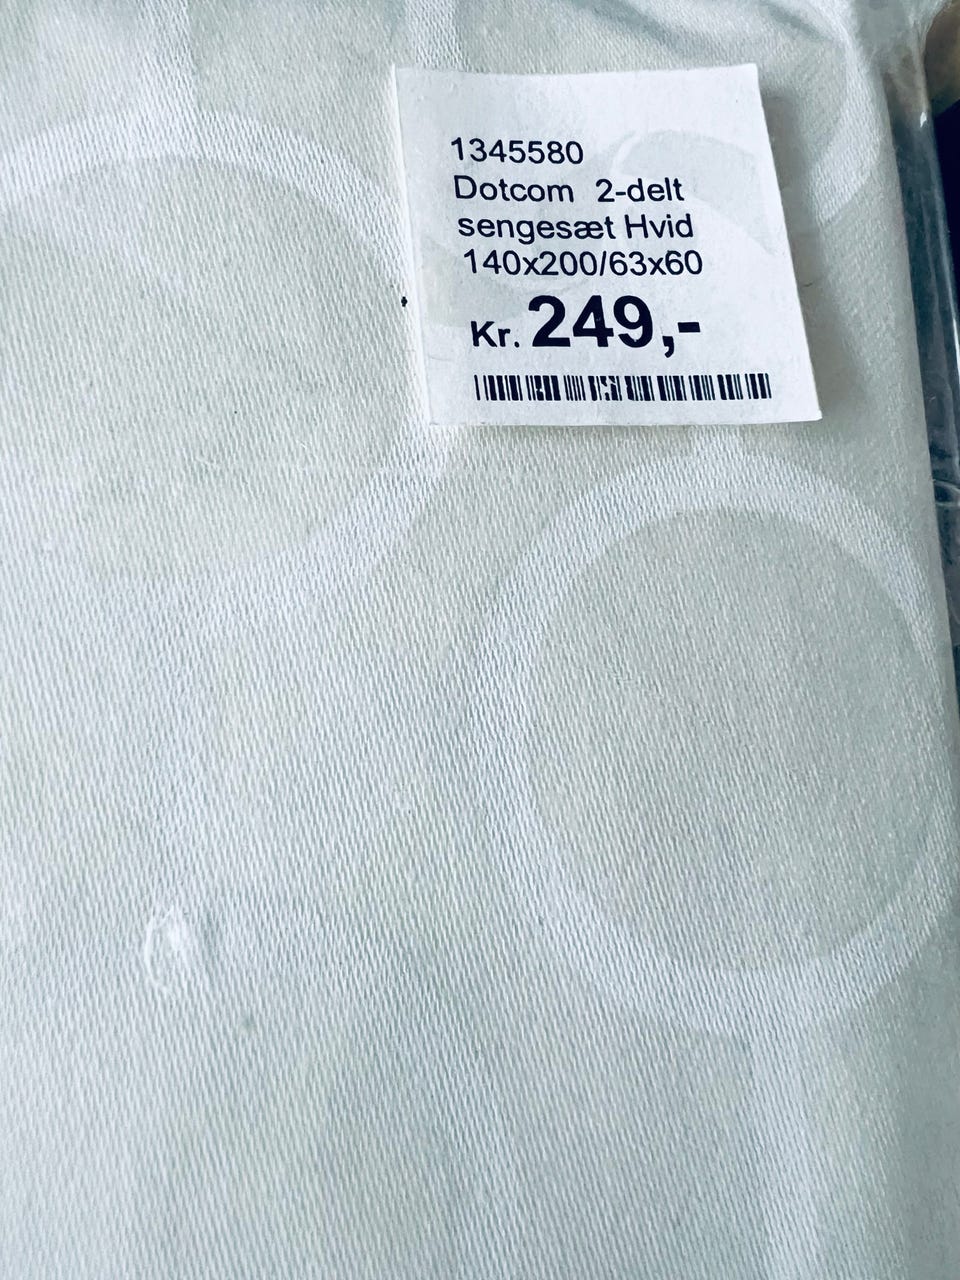 1345580
Dotcom 2-delt
sengesæt Hvid
140x200/63x60
Kr. 249,-